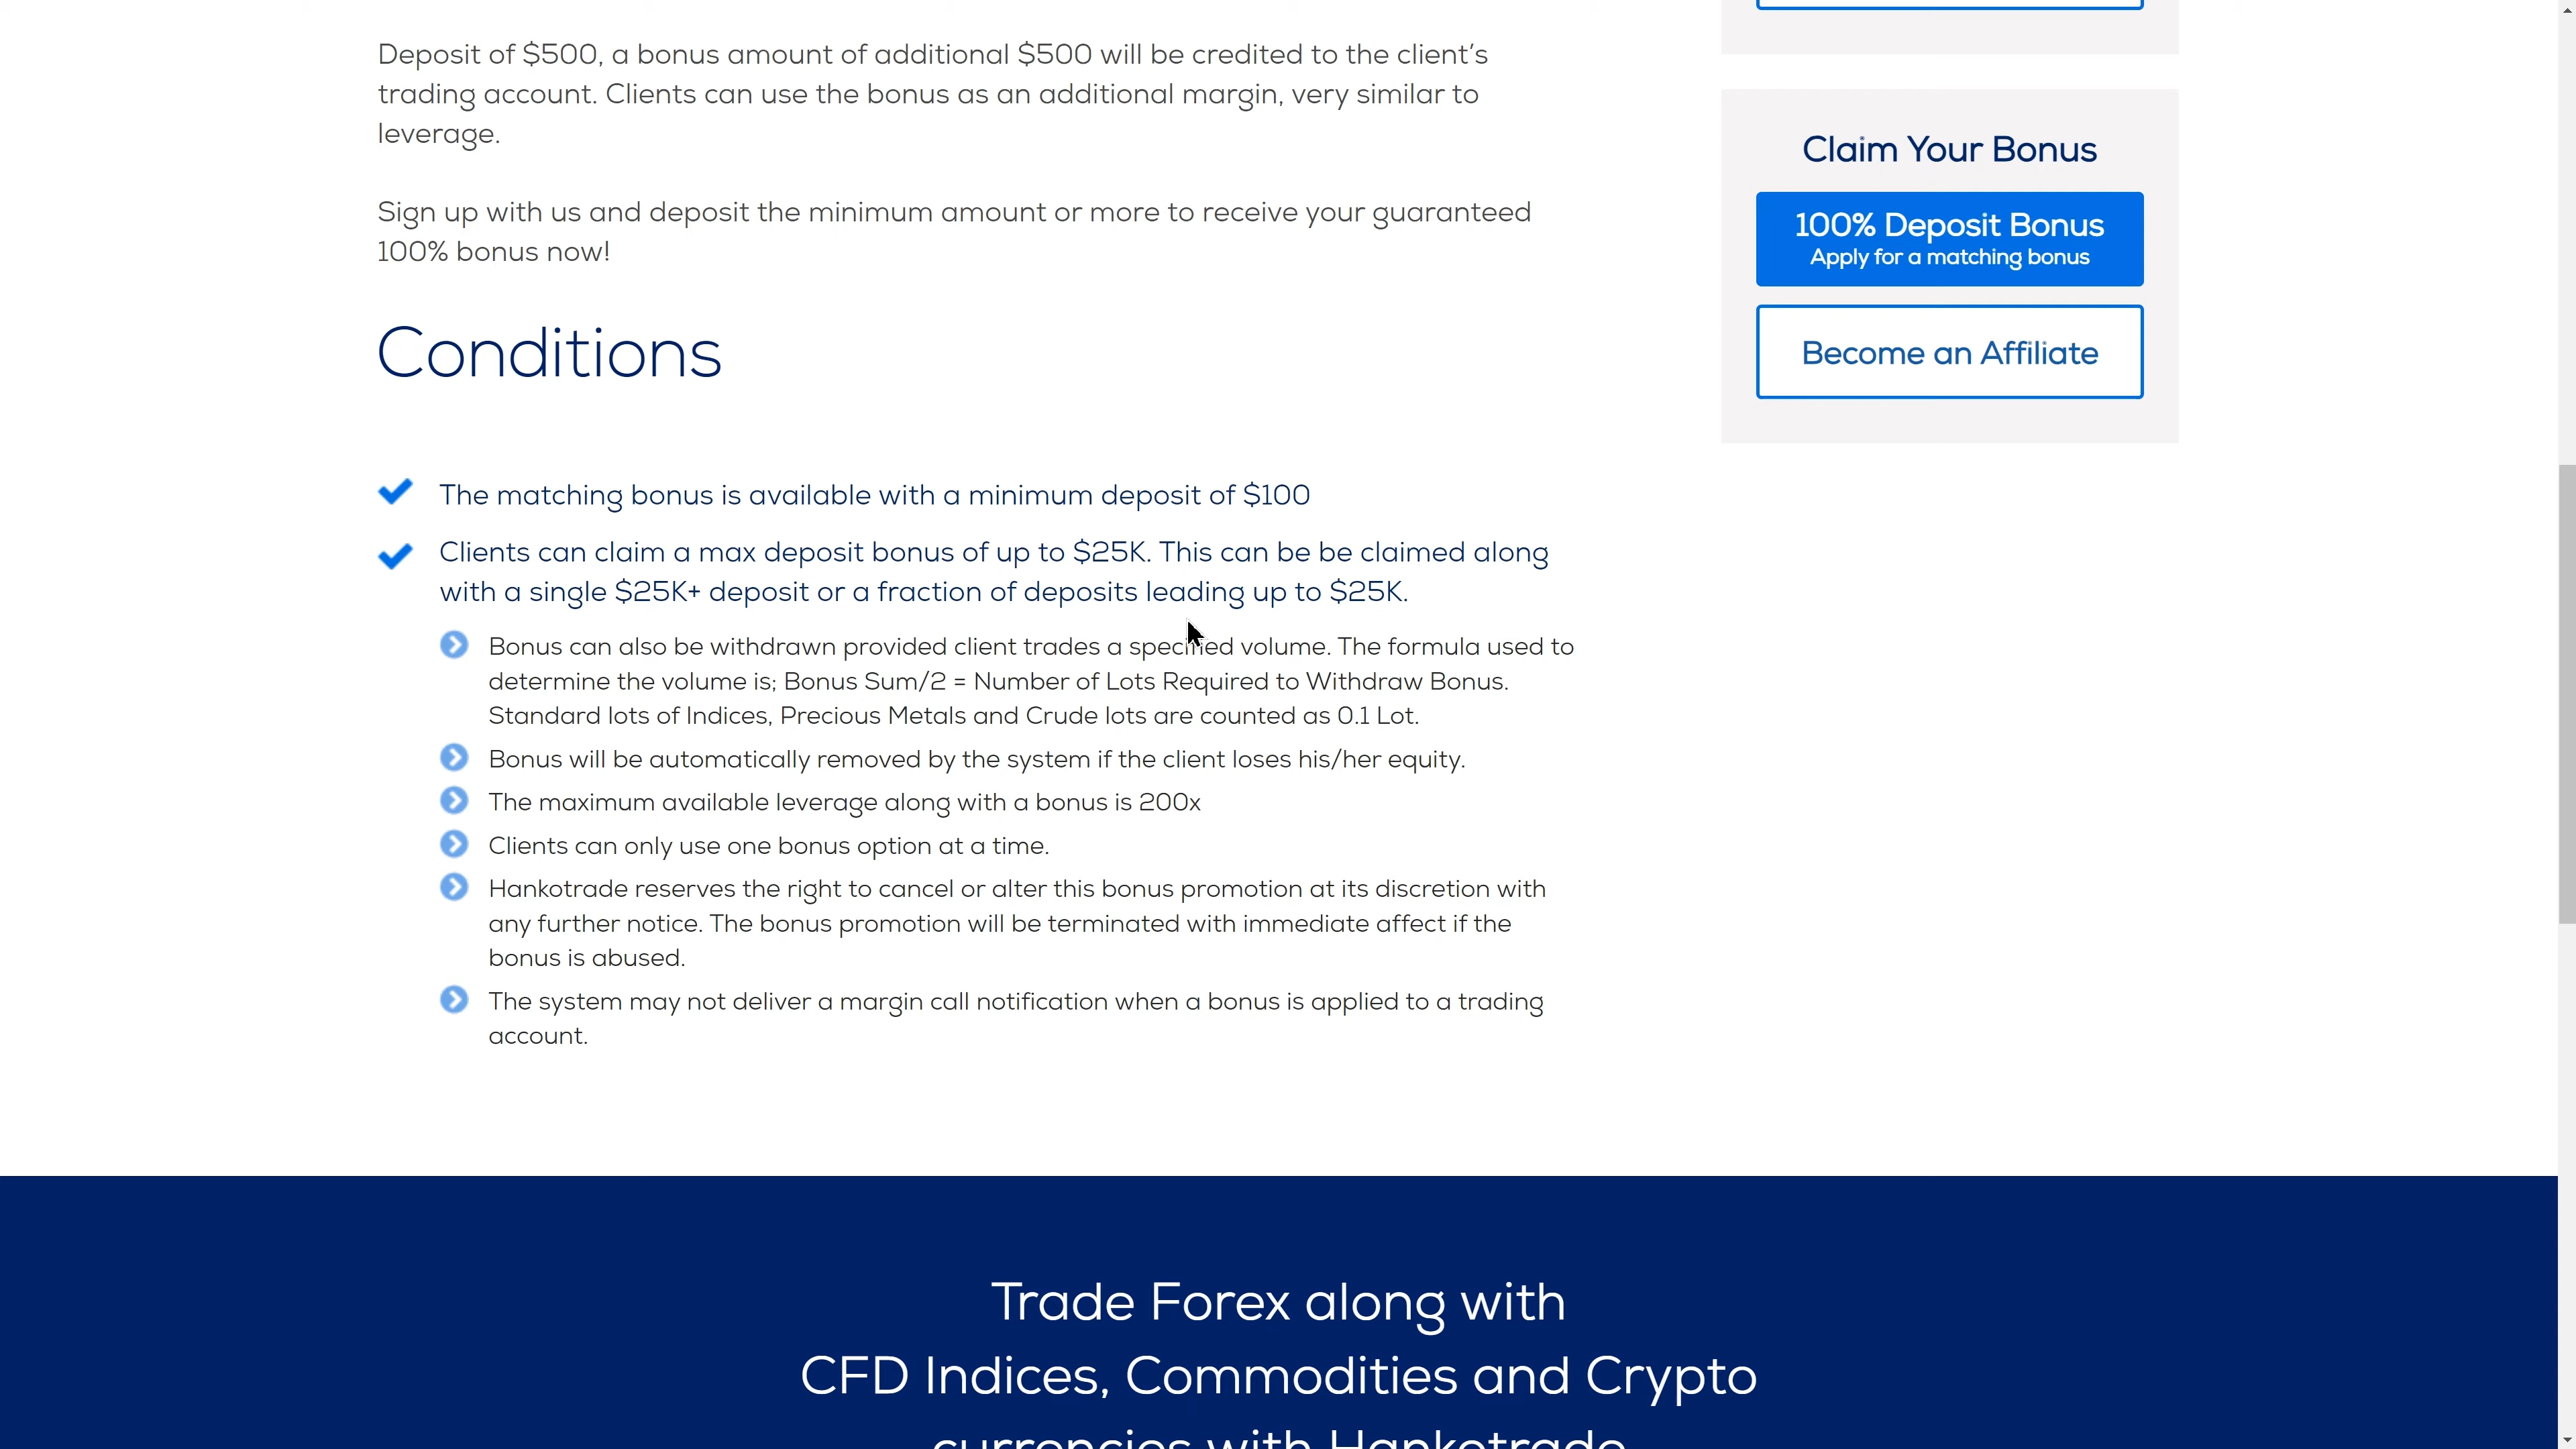 Deposit of $500, a bonus amount of additional $500 will be credited to the client's
trading account. Clients can use the bonus as an additional margin, very similar to
leverage.
Sign up with us and deposit the minimum amount or more to receive your guaranteed
100% bonus now!
Claim Your Bonus
100% Deposit Bonus
Apply for a matching bonus
Become an Affiliate
Conditions
The matching bonus is available with a minimum deposit of $100
Clients can claim a max deposit bonus of up to $25K. This can be be claimed along
with a single $25K+ deposit or a fraction of deposits leading up to $25K.
Bonus can also be withdrawn provided client trades a specified volume. The formula used to
determine the volume is; Bonus Sum/2 = Number of Lots Required to Withdraw Bonus.
Standard lots of Indices, Precious Metals and Crude lots are counted as 0.1 Lot.
Bonus will be automatically removed by the system if the client loses his/her equity.
The maximum available leverage along with a bonus is 200x
Clients can only use one bonus option at a time.
Hankotrade reserves the right to cancel or alter this bonus promotion at its discretion with
any further notice. The bonus promotion will be terminated with immediate affect if the
bonus is abused.
The system may not deliver a margin call notification when a bonus is applied to a trading
account.
Trade Forex along with
CFD Indices, Commodities and Crypto
currencies with Hankotrade